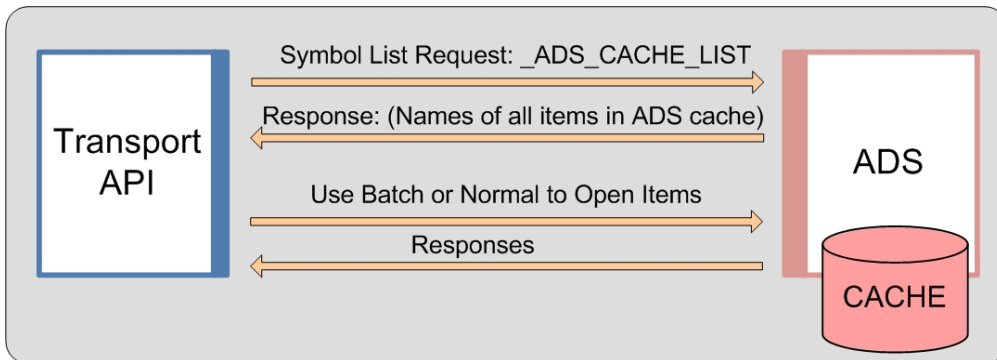 Symbol List Request: _ADS_CACHE_LIST
Response: (Names of all items in ADS cache)
Transport
API
ADS
Use Batch or Normal to Open Items
Responses
CACHE